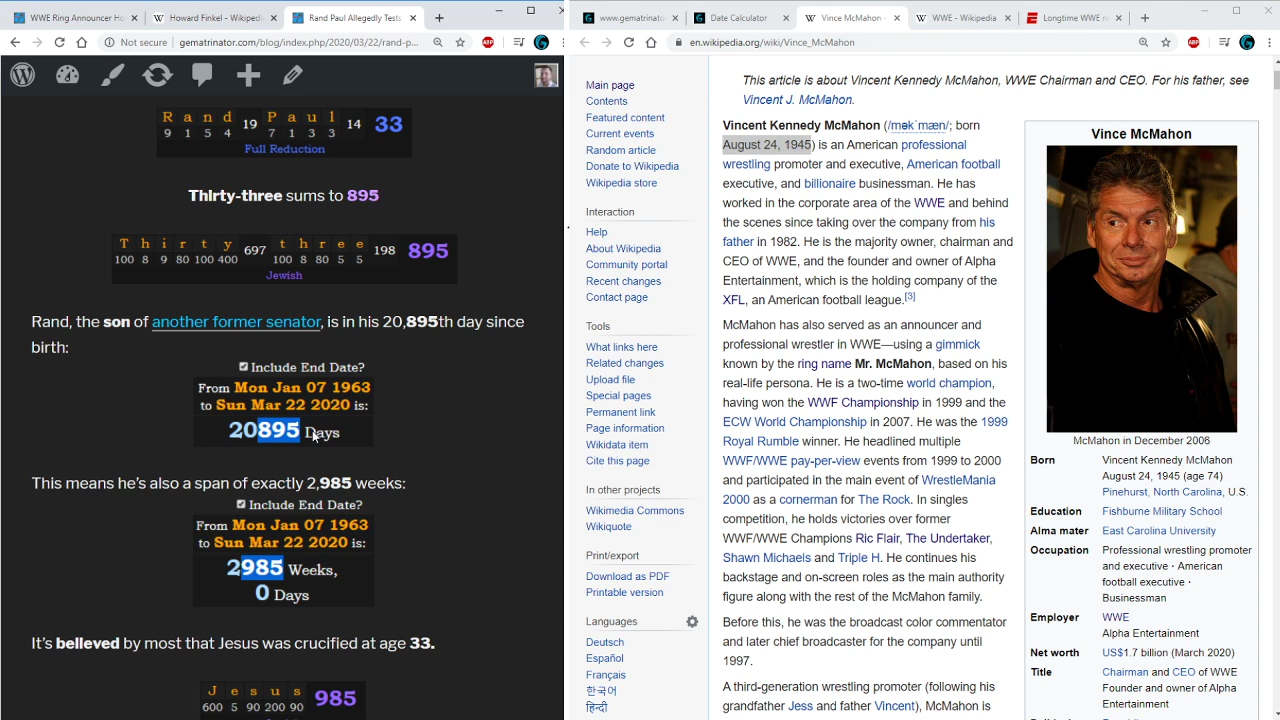 WWE Ring Announcer Ho
Howard Finkel - Wikipedi
Rand Paul Allegedly Tests
Not secure
gematrinator.com/blog/index.php/2020/03/22/rand-p...
R a n d 19 P a u l 14 33
9 1 5 4 7 1 3 3
Full Reduction
Thirty-three sums to 895
T h i r t y 697 t h r e e 198 895
100 8 9 80 100 400 100 8 80 5 5
Jewish
Rand, the son of another former senator, is in his 20,895th day since
birth:
Include End Date?
From Mon Jan 07 1963
to Sun Mar 22 2020 is:
20895 Days
This means he's also a span of exactly 2,985 weeks:
Include End Date?
From Mon Jan 07 1963
to Sun Mar 22 2020 is:
2985 Weeks,
0 Days
It's believed by most that Jesus was crucified at age 33.
J e s u s 985
600 5 90 200 90
www.gematrinator.c
Date Calculator
Vince McMahon -
WWE - Wikipedia
Longtime WWE r
en.wikipedia.org/wiki/Vince_McMahon
Main page
Contents
Featured content
Current events
Random article
Donate to Wikipedia
Wikipedia store
Interaction
Help
About Wikipedia
Community portal
Recent changes
Contact page
Tools
What links here
Related changes
Upload file
Special pages
Permanent link
Page information
Wikidata item
Cite this page
In other projects
Wikimedia Commons
Wikiquote
Print/export
Download as PDF
Printable version
Languages
Deutsch
Español
Français
한국어
हिन्दी
This article is about Vincent Kennedy McMahon, WWE Chairman and CEO. For his father, see
Vincent J. McMahon.
Vincent Kennedy McMahon (/məkˈmæn/; born
August 24, 1945) is an American professional
wrestling promoter and executive, American football
executive, and billionaire businessman. He has
worked in the corporate area of the WWE and behind
the scenes since taking over the company from his
father in 1982. He is the majority owner, chairman and
CEO of WWE, and the founder and owner of Alpha
Entertainment, which is the holding company of the
XFL, an American football league.[3]
McMahon has also served as an announcer and
professional wrestler in WWE—using a gimmick
known by the ring name Mr. McMahon, based on his
real-life persona. He is a two-time world champion,
having won the WWF Championship in 1999 and the
ECW World Championship in 2007. He was the 1999
Royal Rumble winner. He headlined multiple
WWF/WWE pay-per-view events from 1999 to 2000
and participated in the main event of WrestleMania
2000 as a cornerman for The Rock. In singles
competition, he holds victories over former
WWF/WWE Champions Ric Flair, The Undertaker,
Shawn Michaels and Triple H. He continues his
backstage and on-screen roles as the main authority
figure along with the rest of the McMahon family.
Before this, he was the broadcast color commentator
and later chief broadcaster for the company until
1997.
A third-generation wrestling promoter (following his
grandfather Jess and father Vincent), McMahon is
Vince McMahon
McMahon in December 2006
Born Vincent Kennedy McMahon
August 24, 1945 (age 74)
Pinehurst, North Carolina, U.S.
Education Fishburne Military School
Alma mater East Carolina University
Occupation Professional wrestling promoter
and executive · American
football executive ·
Businessman
Employer WWE
Alpha Entertainment
Net worth US$1.7 billion (March 2020)
Title Chairman and CEO of WWE
Founder and owner of Alpha